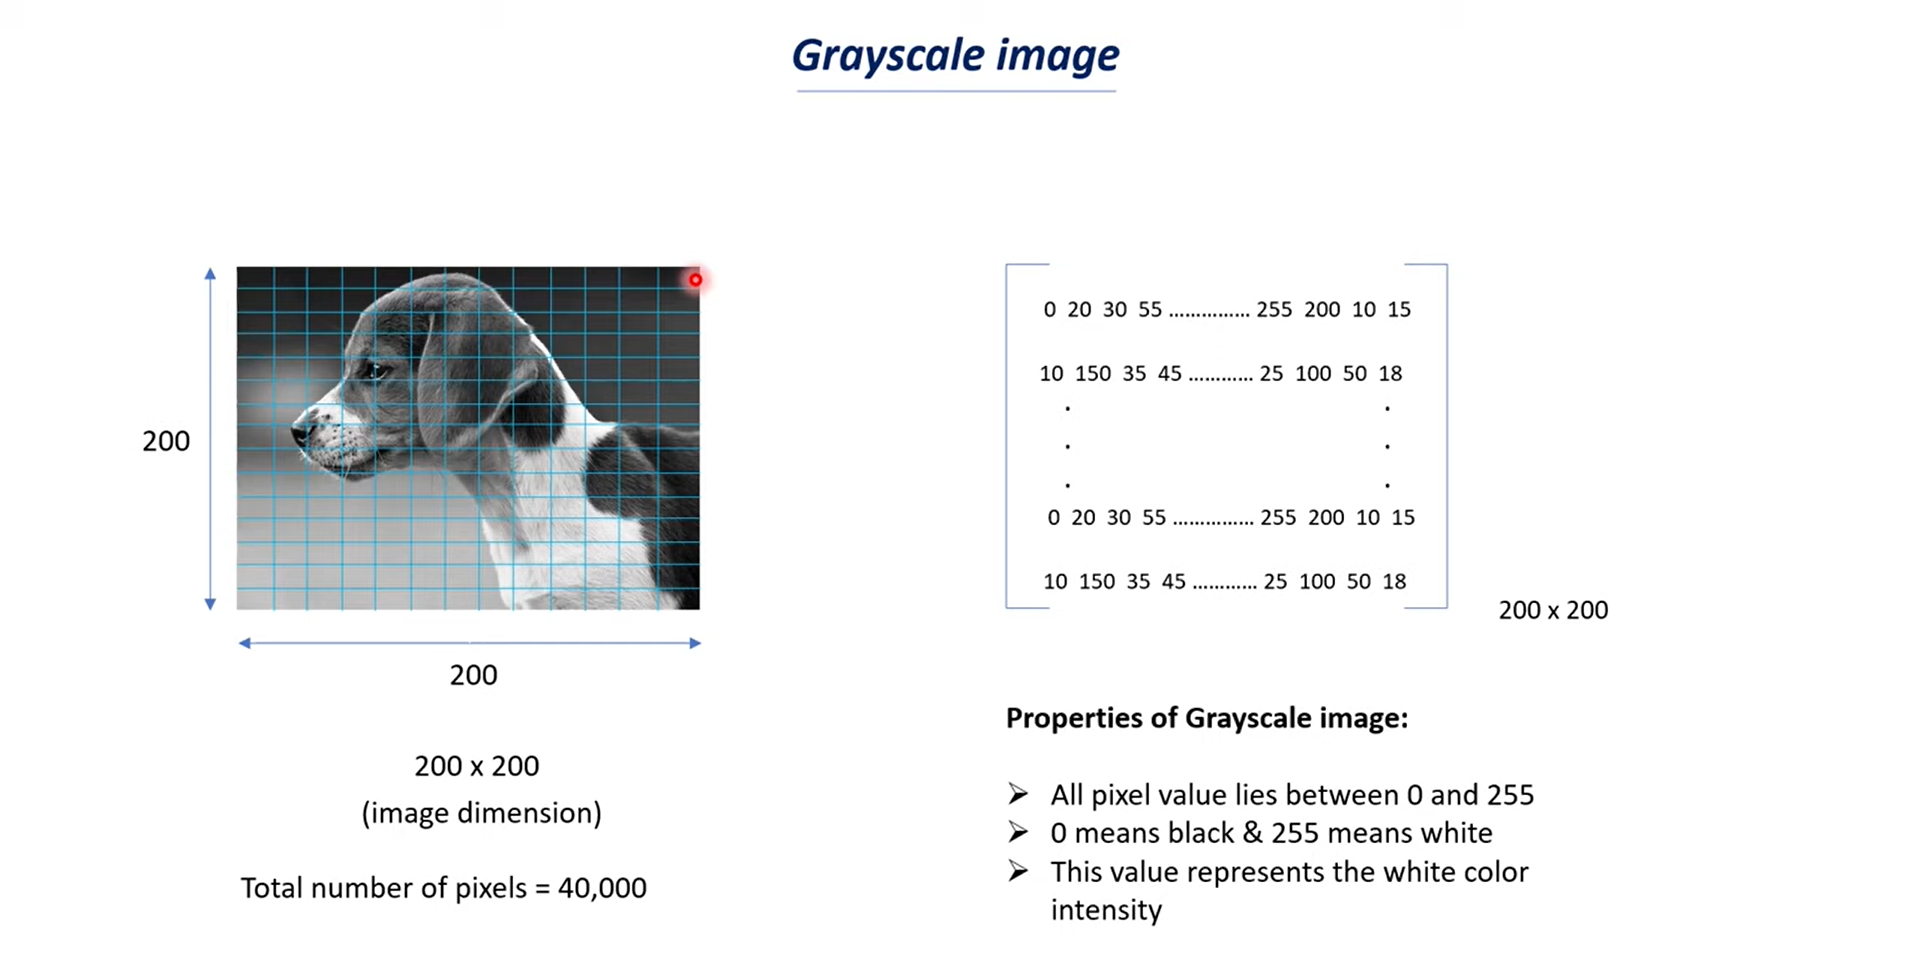 Grayscale image
200
200
200 x 200
(image dimension)
Total number of pixels = 40,000
0 20 30 55 ............... 255 200 10 15
10 150 35 45 ............ 25 100 50 18
. .
. .
. .
0 20 30 55 ............... 255 200 10 15
10 150 35 45 ............ 25 100 50 18
200 x 200
Properties of Grayscale image:
➢ All pixel value lies between 0 and 255
➢ 0 means black & 255 means white
➢ This value represents the white color
intensity